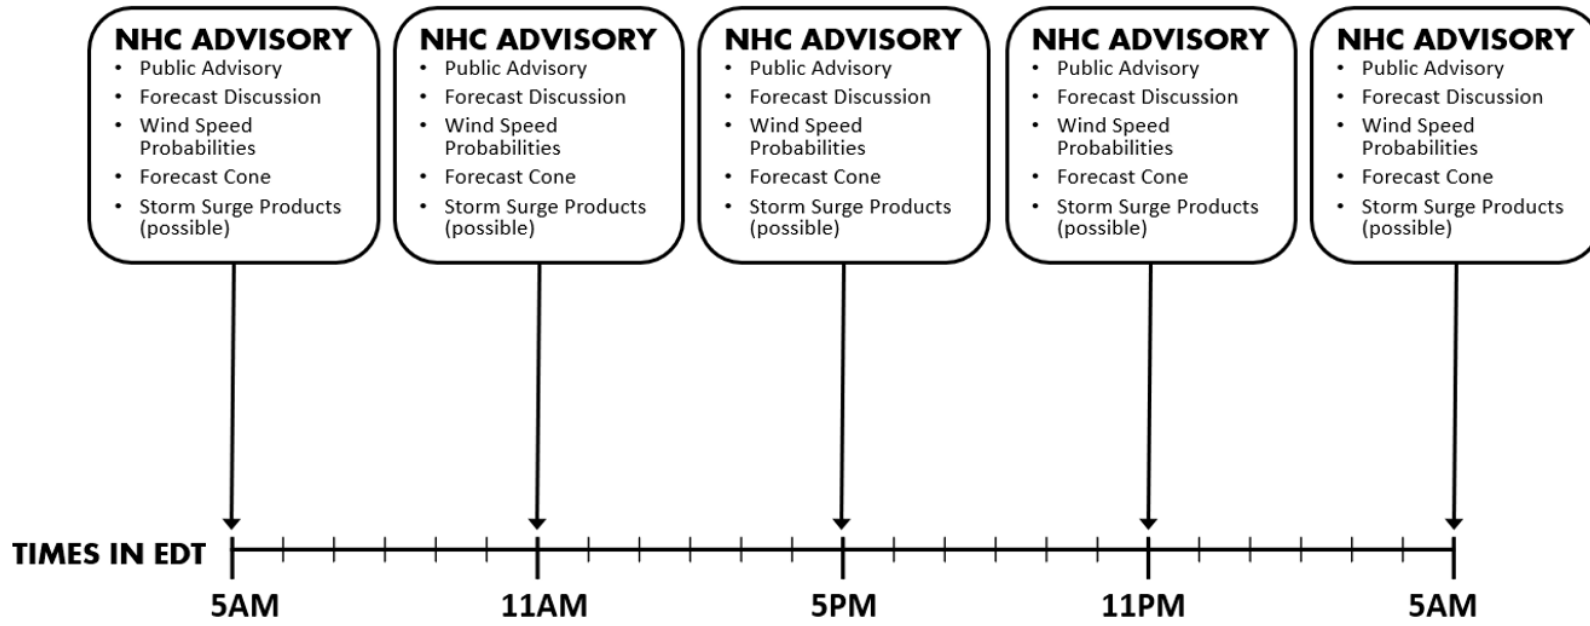 NHC ADVISORY
• Public Advisory
• Forecast Discussion
• Wind Speed
Probabilities
• Forecast Cone
• Storm Surge Products
(possible)
NHC ADVISORY
• Public Advisory
• Forecast Discussion
• Wind Speed
Probabilities
• Forecast Cone
• Storm Surge Products
(possible)
NHC ADVISORY
• Public Advisory
• Forecast Discussion
• Wind Speed
Probabilities
• Forecast Cone
• Storm Surge Products
(possible)
NHC ADVISORY
• Public Advisory
• Forecast Discussion
• Wind Speed
Probabilities
• Forecast Cone
• Storm Surge Products
(possible)
NHC ADVISORY
• Public Advisory
• Forecast Discussion
• Wind Speed
Probabilities
• Forecast Cone
• Storm Surge Products
(possible)
TIMES IN EDT
5AM 11AM 5PM 11PM 5AM